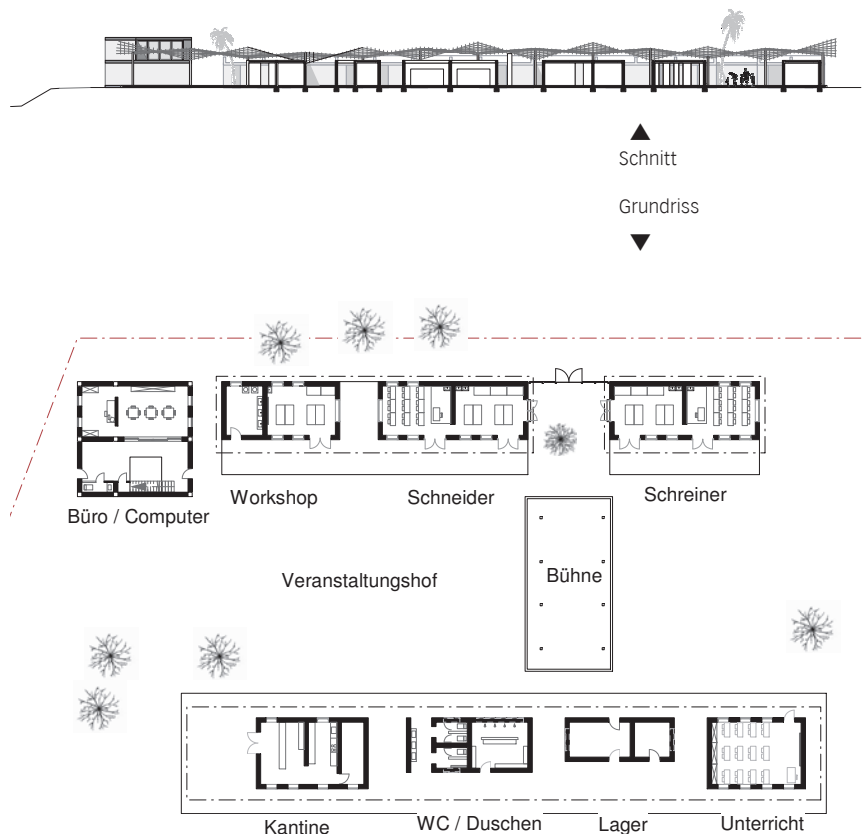 Schnitt
Grundriss
Workshop
Schneider
Schreiner
Büro / Computer
Veranstaltungshof
Bühne
Kantine
WC / Duschen
Lager
Unterricht